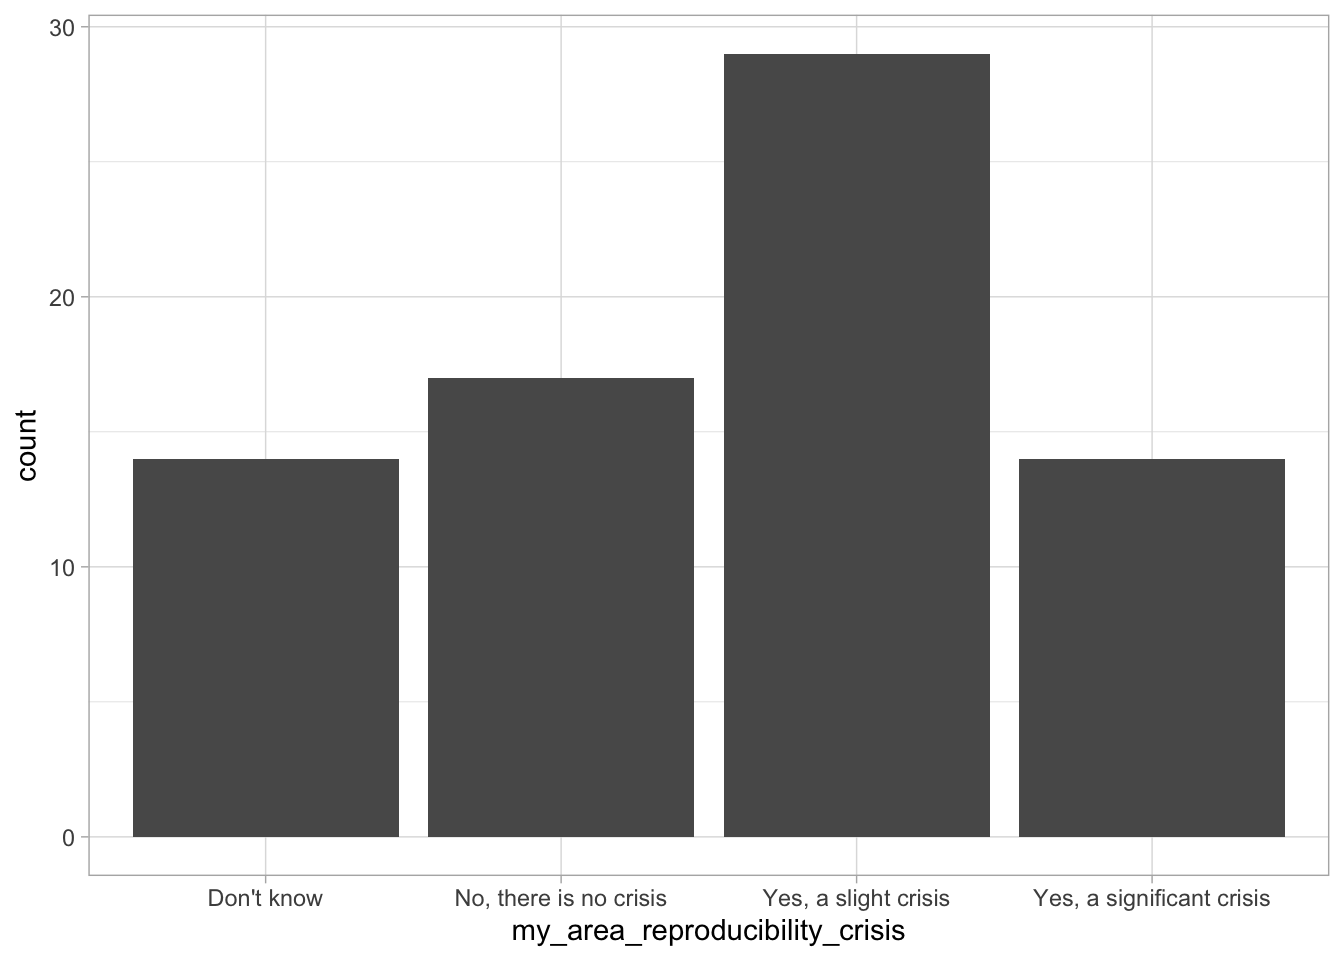 30
20
10
0
count
Don't know
No, there is no crisis
Yes, a slight crisis
Yes, a significant crisis
my_area_reproducibility_crisis